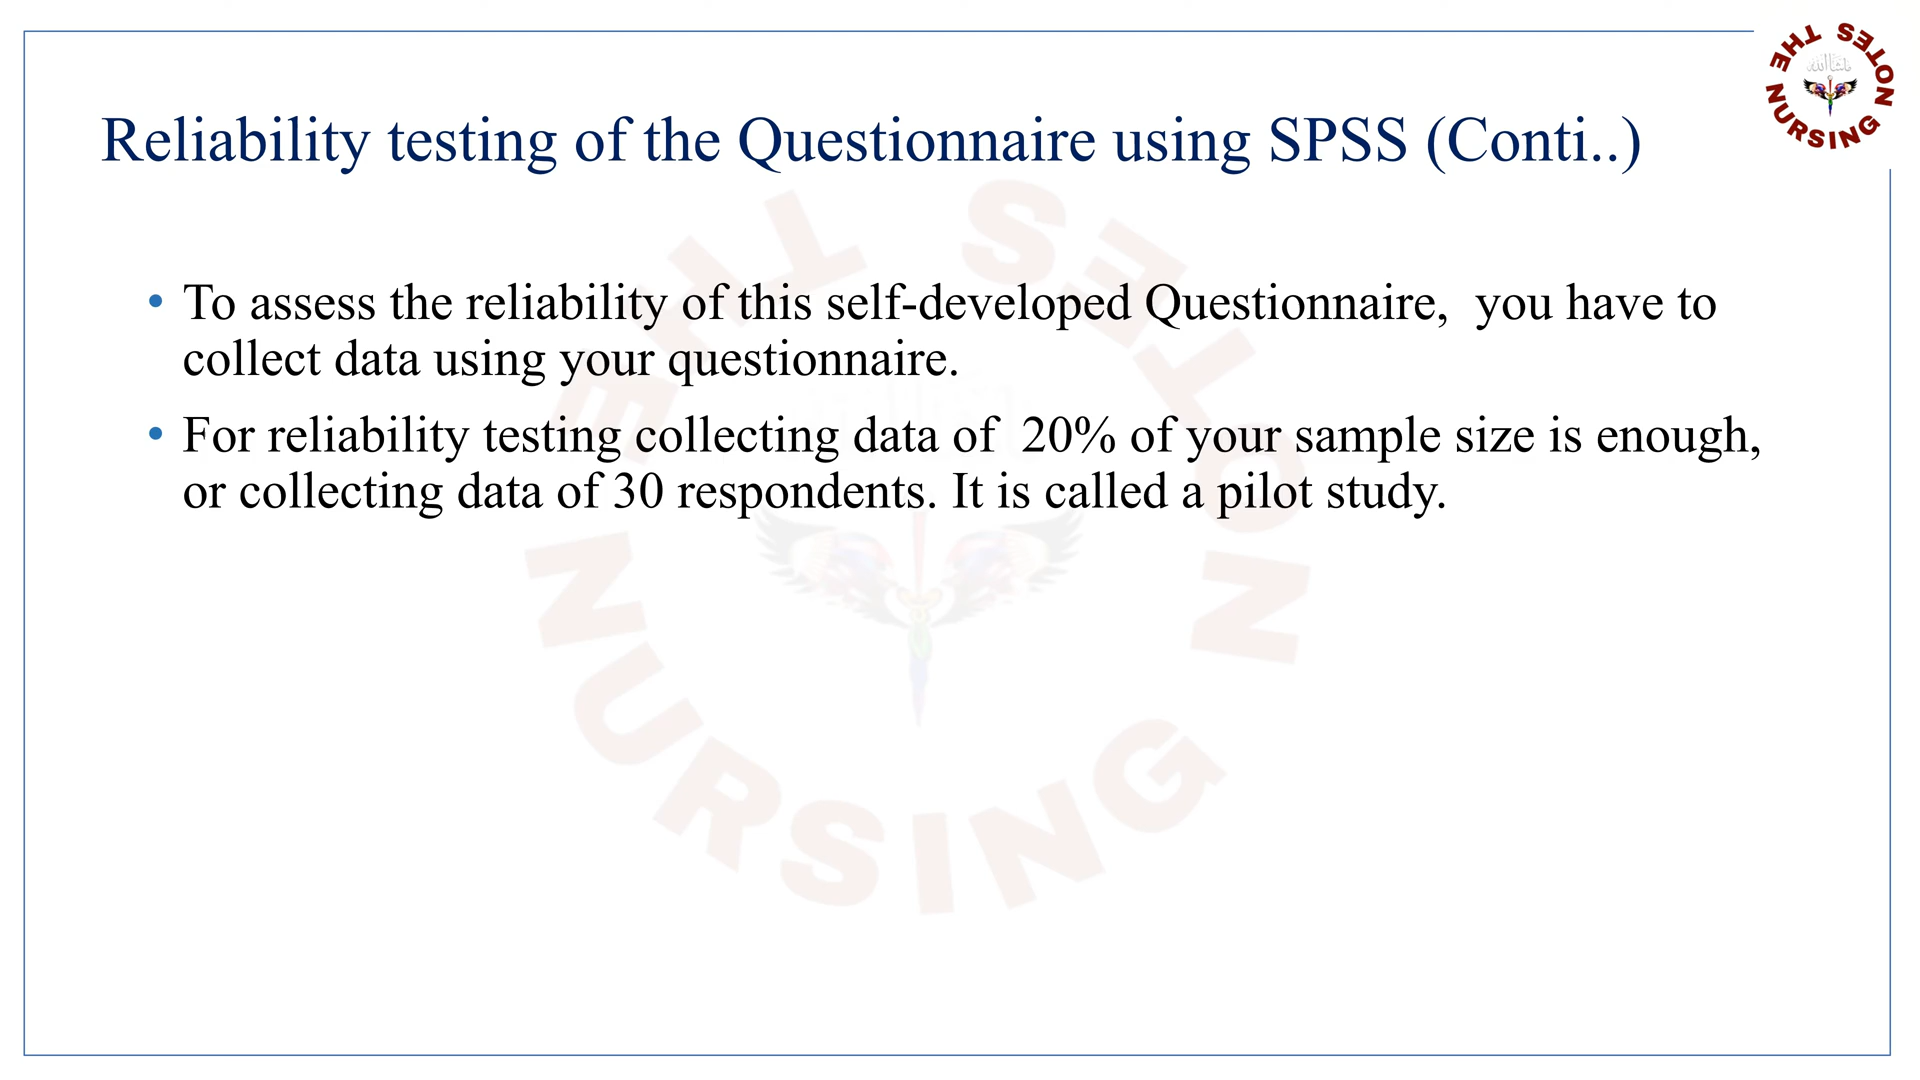 THE NOTES
NURSING
Reliability testing of the Questionnaire using SPSS (Conti..)
• To assess the reliability of this self-developed Questionnaire,  you have to
collect data using your questionnaire.
• For reliability testing collecting data of  20% of your sample size is enough,
or collecting data of 30 respondents. It is called a pilot study.
THE NOTES
NURSING